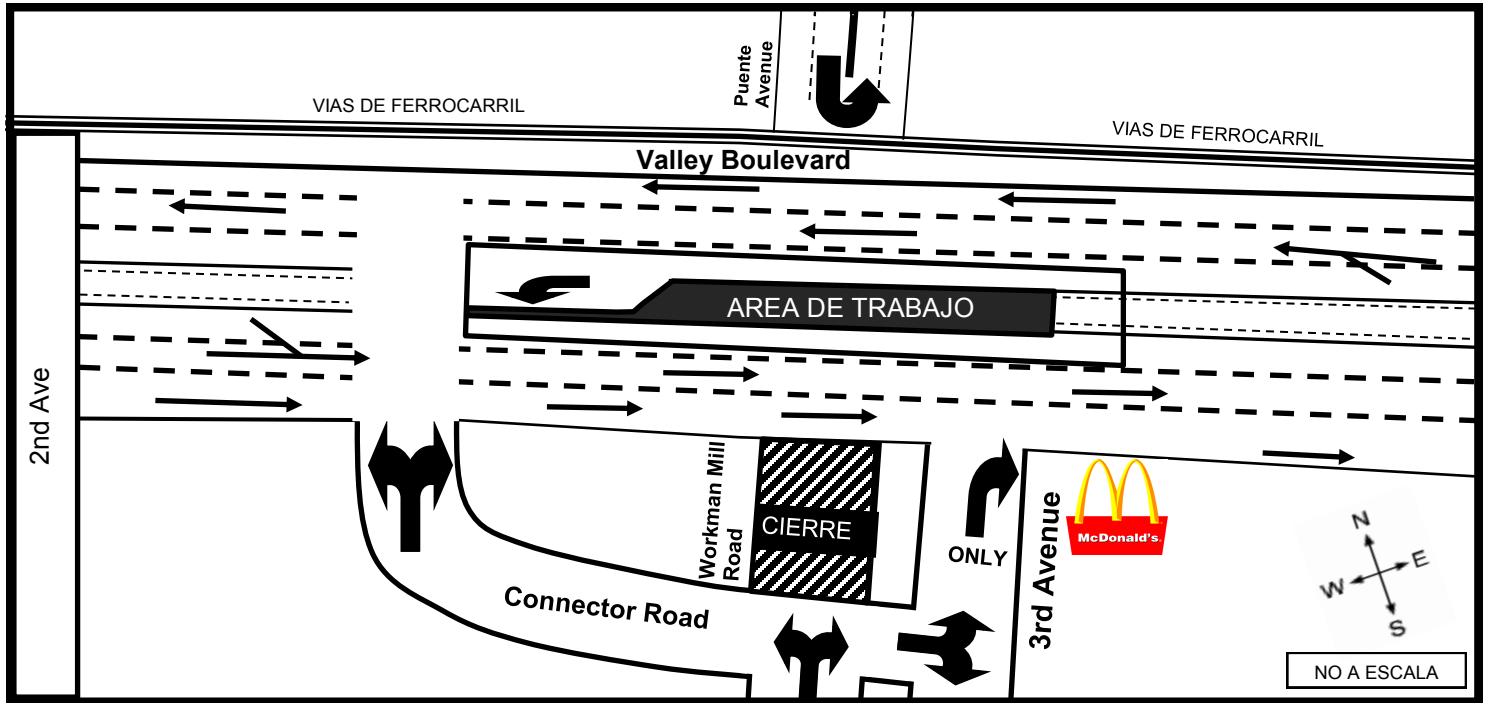 Puente
Avenue
VIAS DE FERROCARRIL
VIAS DE FERROCARRIL
Valley Boulevard
AREA DE TRABAJO
2nd Ave
Workman Mill
Road
CIERRE
ONLY
3rd Avenue
McDonald's.
Connector Road
N
E
W
S
NO A ESCALA